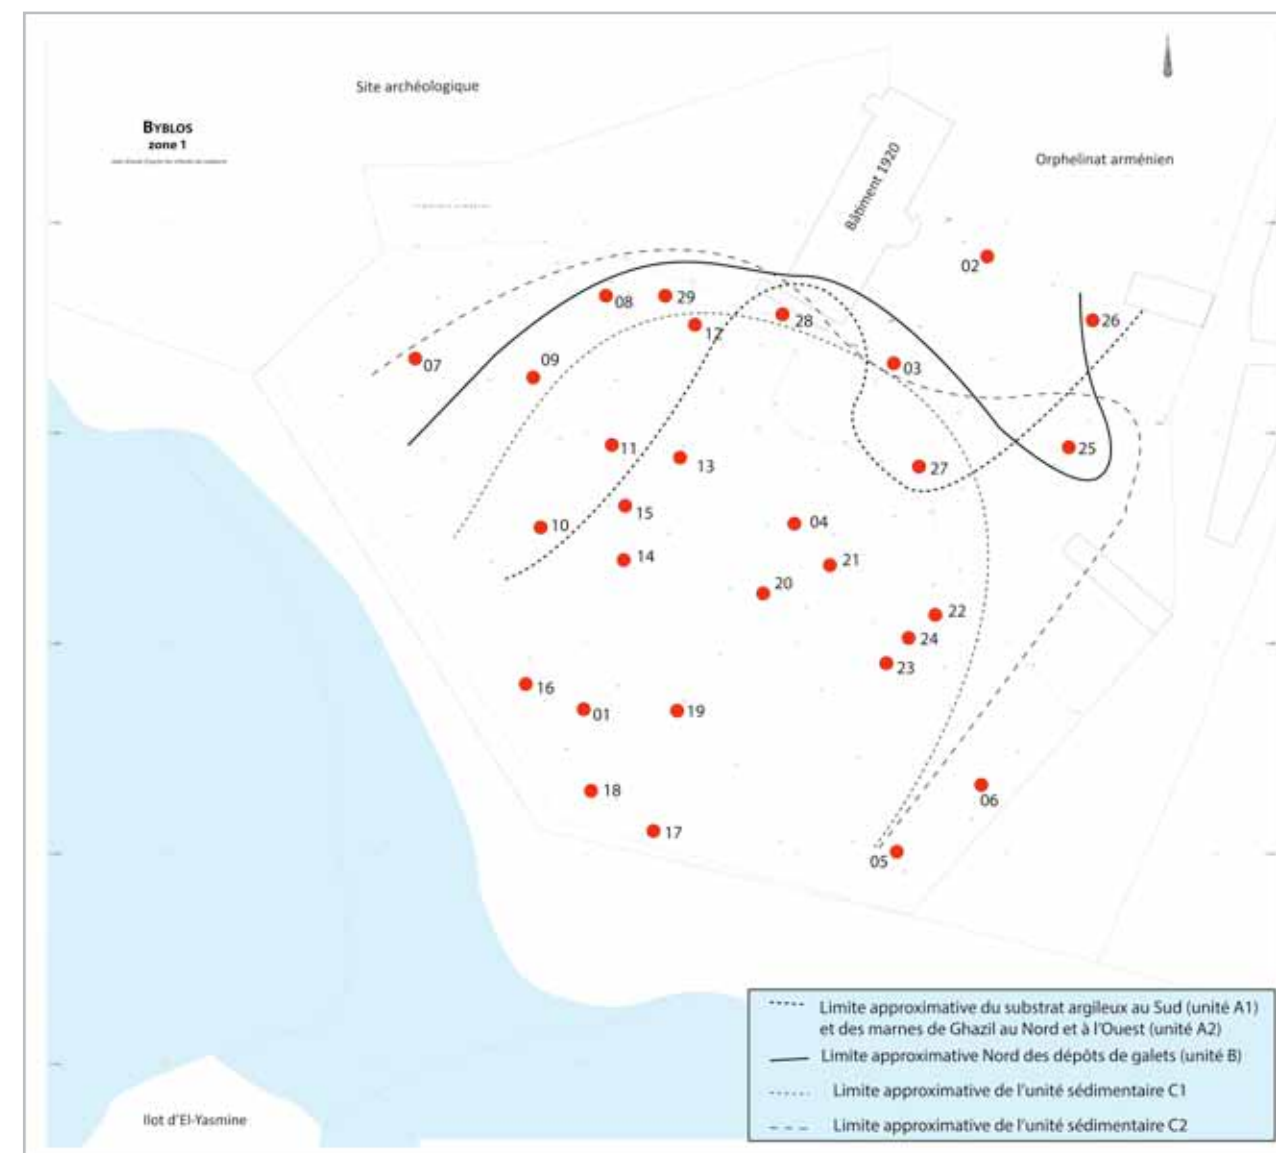 Site archéologique
BYBLOS
zone 1
Bâtiment 1920
Orphelinat arménien
02
08
29
12
28
26
07
09
03
11
13
27
25
10
15
04
14
21
20
22
24
23
16
01
19
18
17
06
05
Limite approximative du substrat argileux au Sud (unité A1)
et des marnes de Ghazil au Nord et à l'Ouest (unité A2)
Limite approximative Nord des dépôts de galets (unité B)
Limite approximative de l'unité sédimentaire C1
Limite approximative de l'unité sédimentaire C2
Ilot d'El-Yasmine